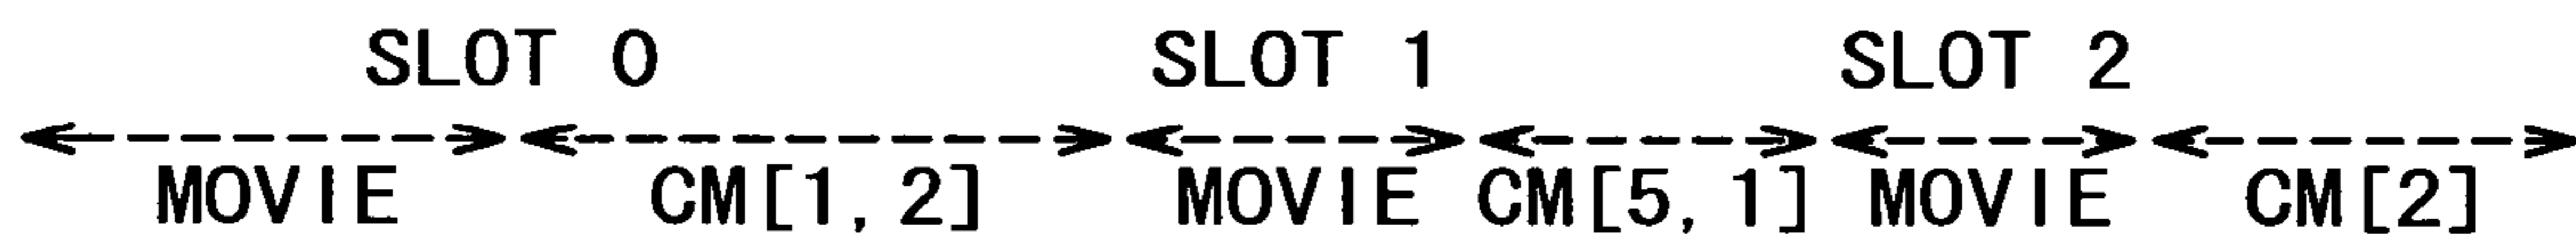 SLOT 0 SLOT 1 SLOT 2
MOVIE CM[1,2] MOVIE CM[5,1] MOVIE CM[2]